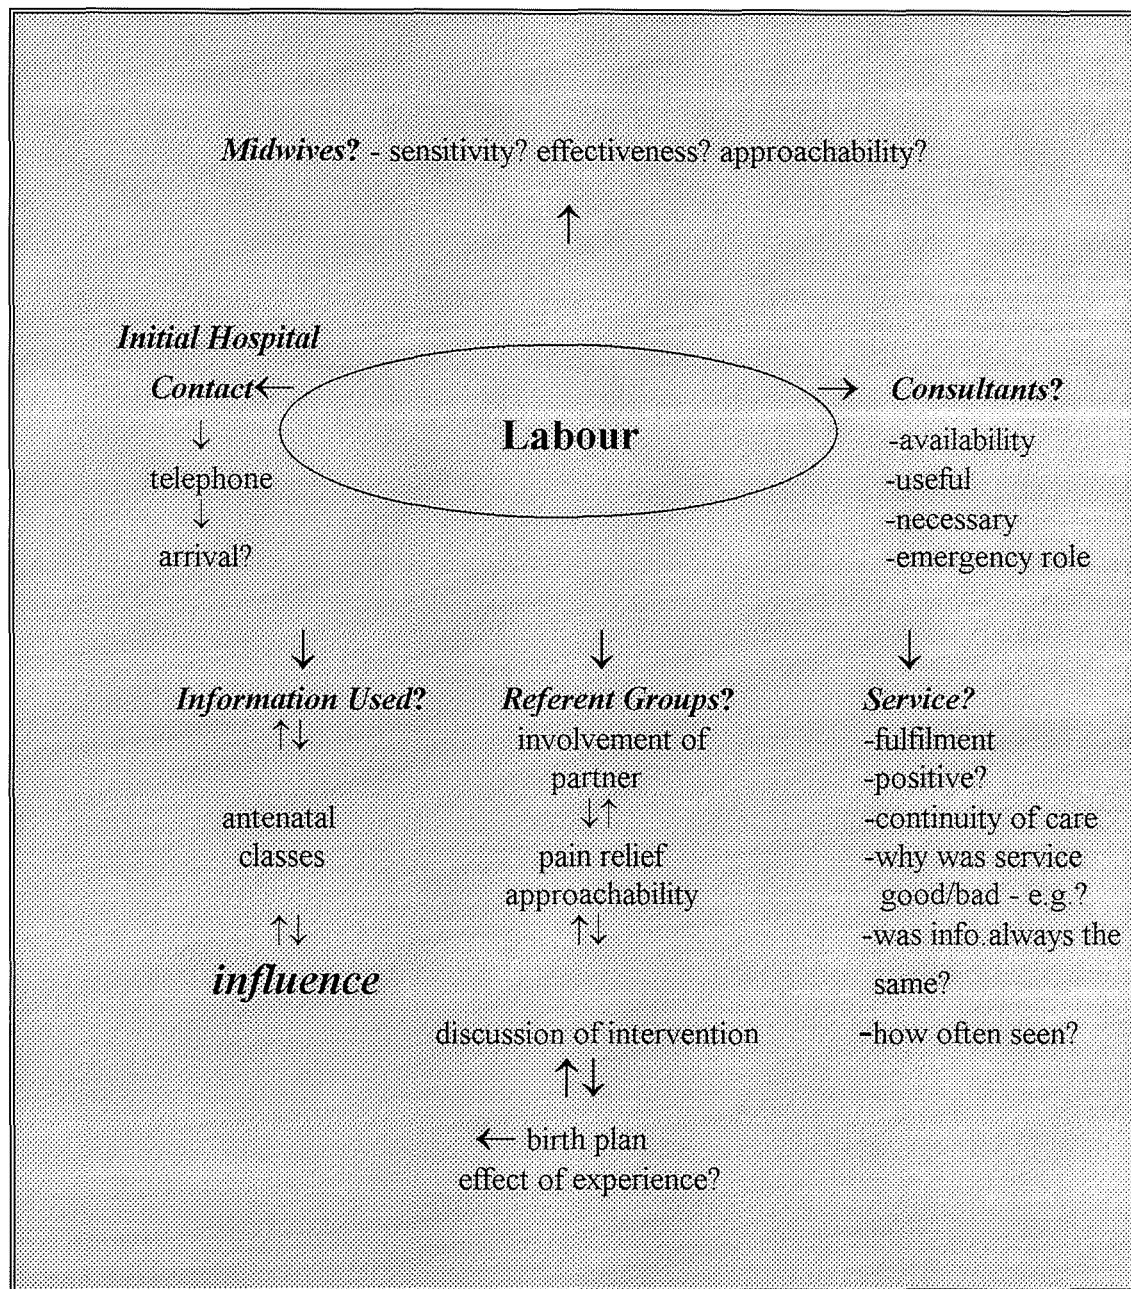 Midwives? - sensitivity? effectiveness? approachability?
↑
Initial Hospital
Contact ←
↓
telephone
↓
arrival?
Labour
→ Consultants?
-availability
-useful
-necessary
-emergency role
↓
Information Used?
↑↓
antenatal
classes
↑↓
influence
↓
Referent Groups?
involvement of
partner
↓↑
pain relief
approachability
↑↓
discussion of intervention
↑↓
← birth plan
effect of experience?
↓
Service?
-fulfilment
-positive?
-continuity of care
-why was service
good/bad - e.g.?
-was info.always the
same?
-how often seen?